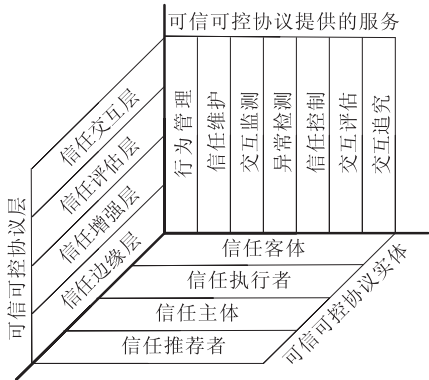 可信可控协议提供的服务
行为管理
信任维护
交互监测
异常检测
信任控制
交互评估
交互追究
信任交互层
信任评估层
信任增强层
信任边缘层
可信可控协议层
信任客体
信任执行者
信任主体
信任推荐者
可信可控协议实体